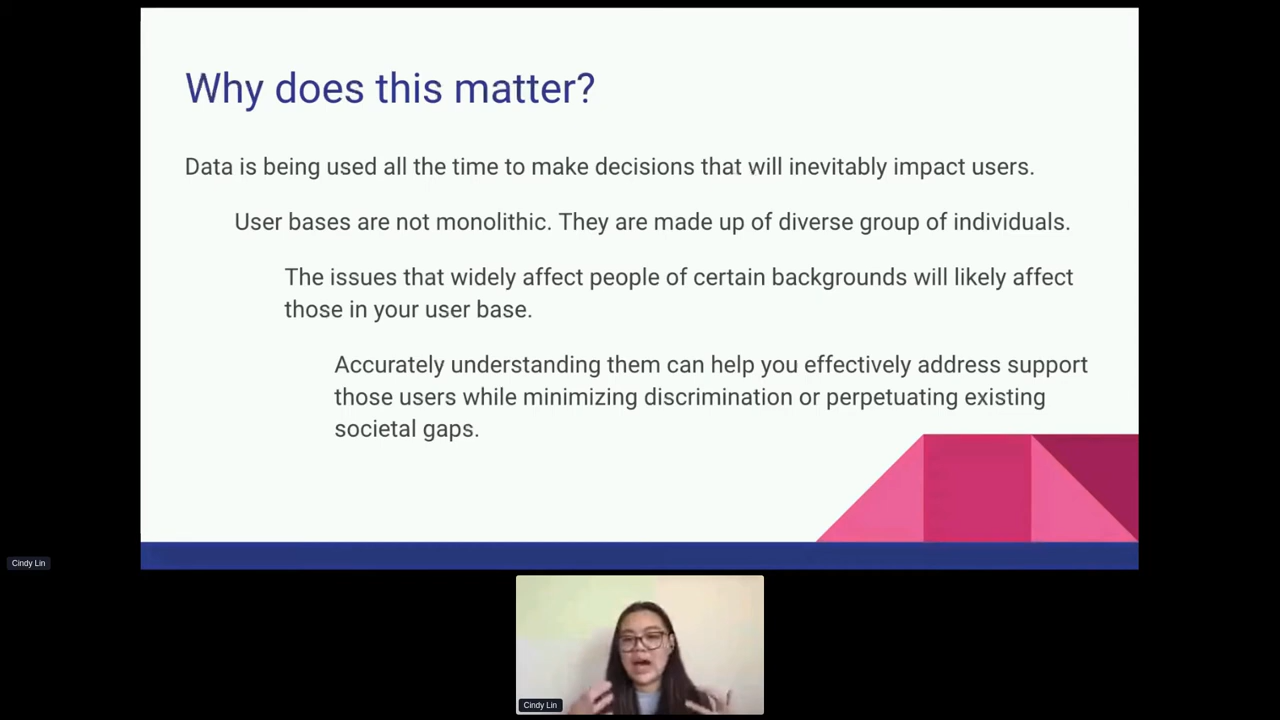 Why does this matter?
Data is being used all the time to make decisions that will inevitably impact users.
User bases are not monolithic. They are made up of diverse group of individuals.
The issues that widely affect people of certain backgrounds will likely affect
those in your user base.
Accurately understanding them can help you effectively address support
those users while minimizing discrimination or perpetuating existing
societal gaps.
Cindy Lin
Cindy Lin